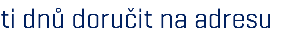 ti dnů doručit na adresu